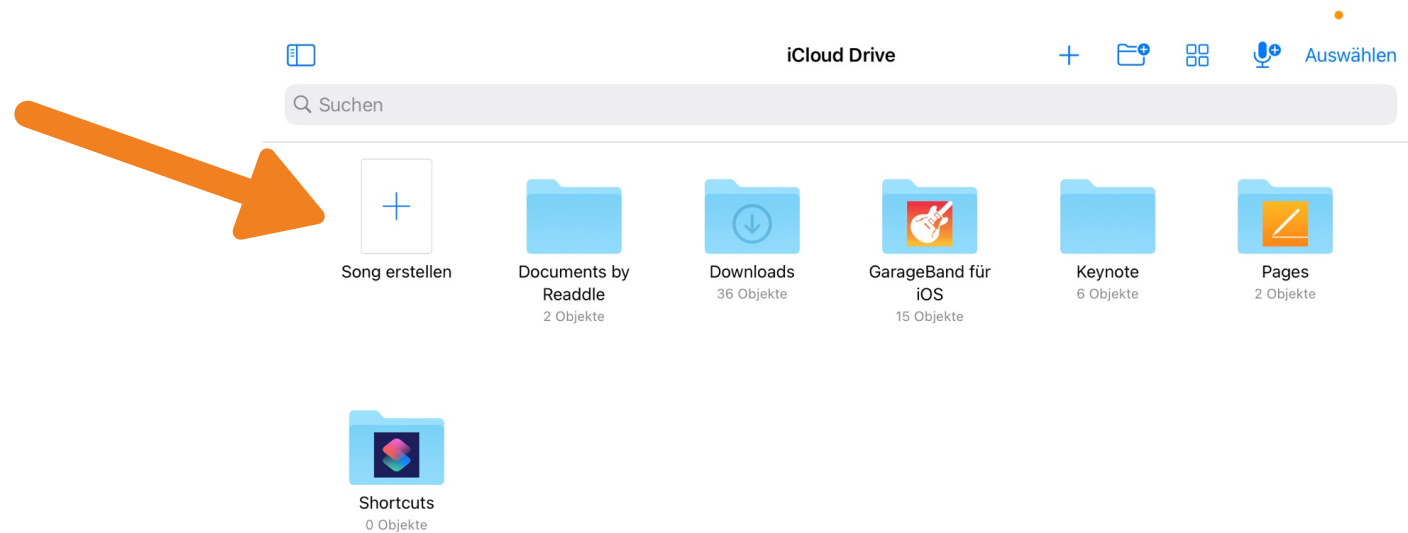 iCloud Drive
Auswählen
Suchen
Song erstellen
Documents by
Readdle
2 Objekte
Downloads
36 Objekte
GarageBand für
iOS
15 Objekte
Keynote
6 Objekte
Pages
2 Objekte
Shortcuts
0 Objekte